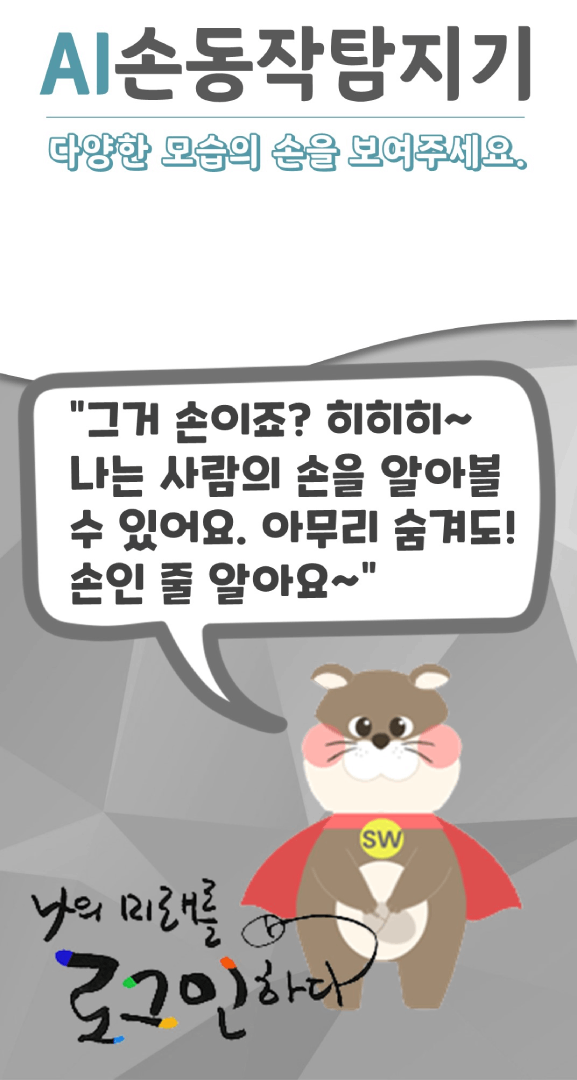 AI손동작탐지기
다양한 모습의 손을 보여주세요.
"그거 손이죠? 히히히~
나는 사람의 손을 알아볼
수 있어요. 아무리 숨겨도!
손인 줄 알아요~"
SW
나의 미래를
로그인하다